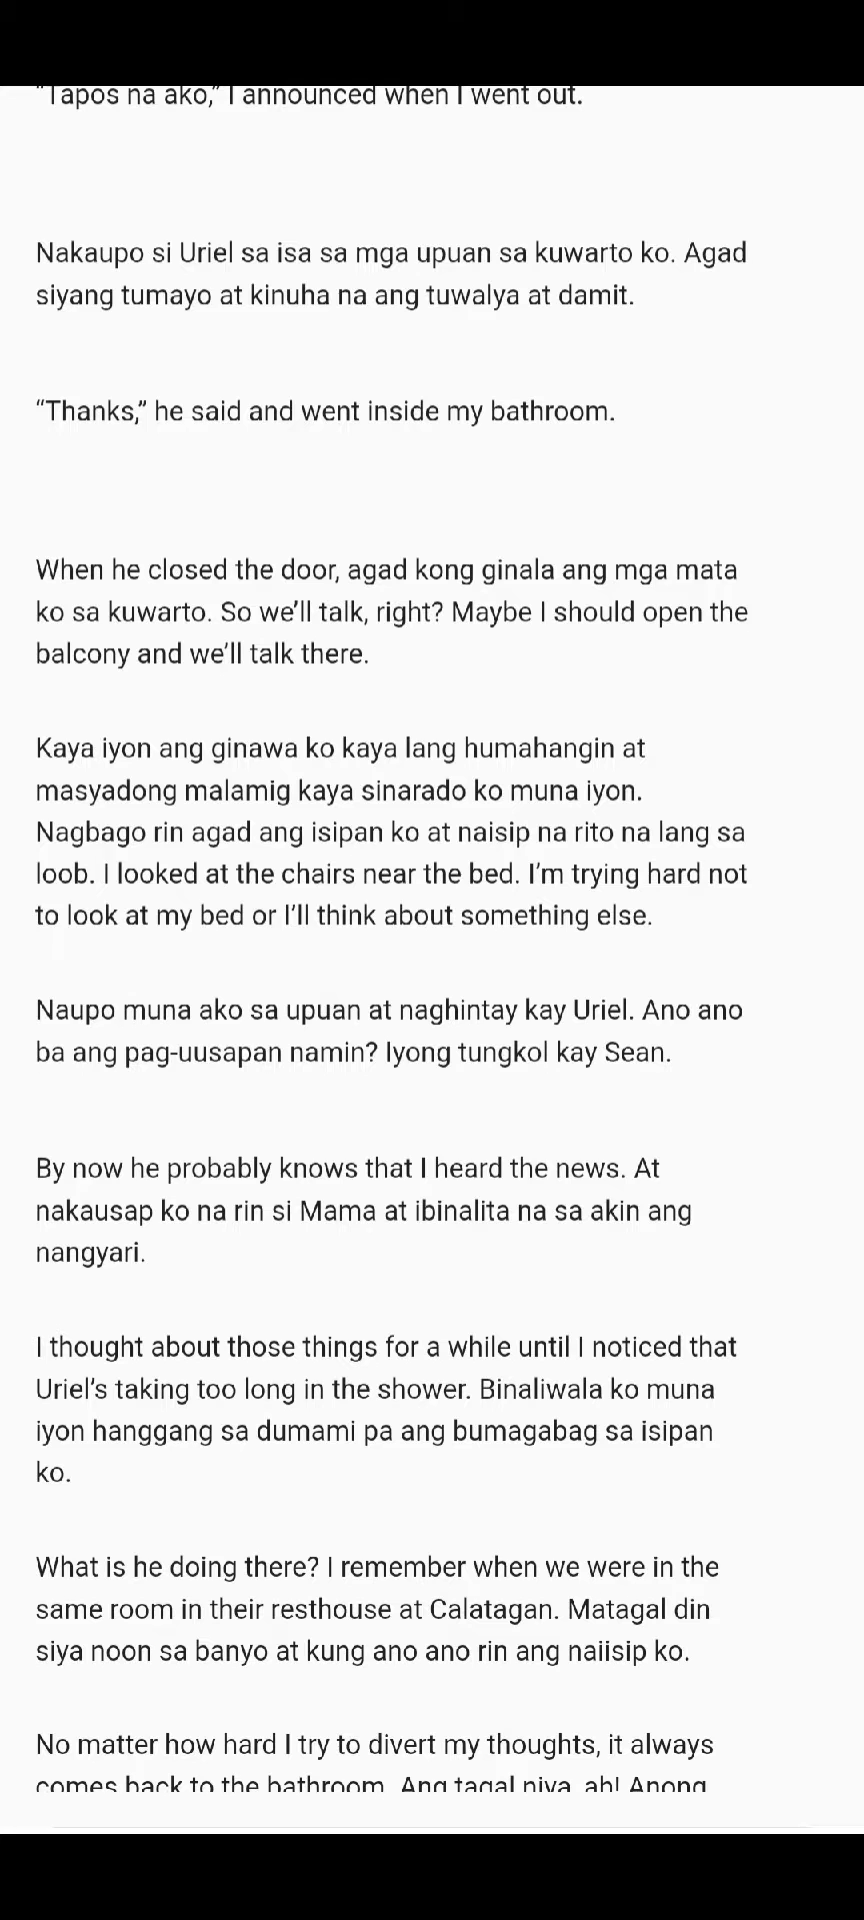 "Tapos na ako," I announced when I went out.
Nakaupo si Uriel sa isa sa mga upuan sa kuwarto ko. Agad
siyang tumayo at kinuha na ang tuwalya at damit.
“Thanks,” he said and went inside my bathroom.
When he closed the door, agad kong ginala ang mga mata
ko sa kuwarto. So we’ll talk, right? Maybe I should open the
balcony and we’ll talk there.
Kaya iyon ang ginawa ko kaya lang humahangin at
masyadong malamig kaya sinarado ko muna iyon.
Nagbago rin agad ang isipan ko at naisip na rito na lang sa
loob. I looked at the chairs near the bed. I’m trying hard not
to look at my bed or I’ll think about something else.
Naupo muna ako sa upuan at naghintay kay Uriel. Ano ano
ba ang pag-uusapan namin? Iyong tungkol kay Sean.
By now he probably knows that I heard the news. At
nakausap ko na rin si Mama at ibinalita na sa akin ang
nangyari.
I thought about those things for a while until I noticed that
Uriel’s taking too long in the shower. Binaliwala ko muna
iyon hanggang sa dumami pa ang bumagabag sa isipan
ko.
What is he doing there? I remember when we were in the
same room in their resthouse at Calatagan. Matagal din
siya noon sa banyo at kung ano ano rin ang naiisip ko.
No matter how hard I try to divert my thoughts, it always
comes back to the bathroom. Ang tagal niya, ah! Anong